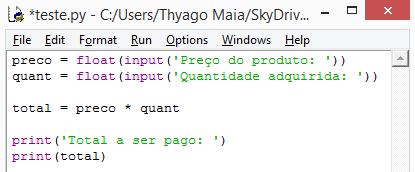 *teste.py - C:/Users/Thyago Maia/SkyDriv...
File Edit Format Run Options Windows Help
preco = float(input('Preço do produto: '))
quant = float(input('Quantidade adquirida: '))
total = preco * quant
print('Total a ser pago: ')
print(total)